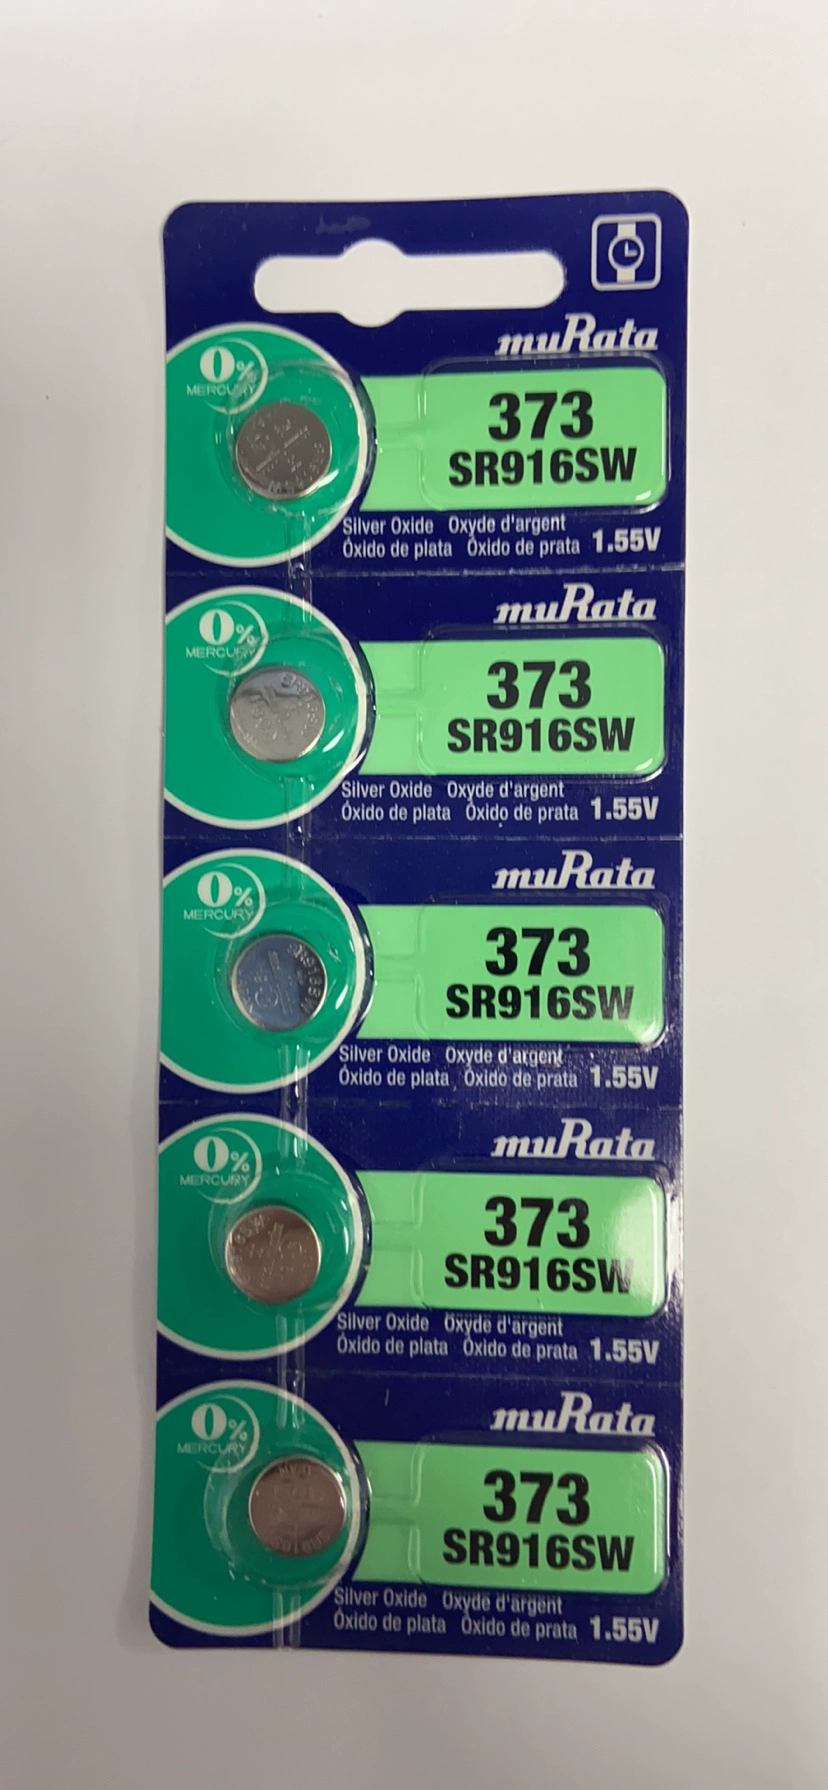 muRata
0%
MERCURY
373
SR916SW
Silver Oxide Oxyde d'argent
Óxido de plata Óxido de prata 1.55V
muRata
0%
MERCURY
373
SR916SW
Silver Oxide Oxyde d'argent
Óxido de plata Óxido de prata 1.55V
muRata
0%
MERCURY
373
SR916SW
Silver Oxide Oxyde d'argent
Óxido de plata Óxido de prata 1.55V
muRata
0%
MERCURY
373
SR916SW
Silver Oxide Oxyde d'argent
Óxido de plata Óxido de prata 1.55V
muRata
0%
MERCURY
373
SR916SW
Silver Oxide Oxyde d'argent
Óxido de plata Óxido de prata 1.55V